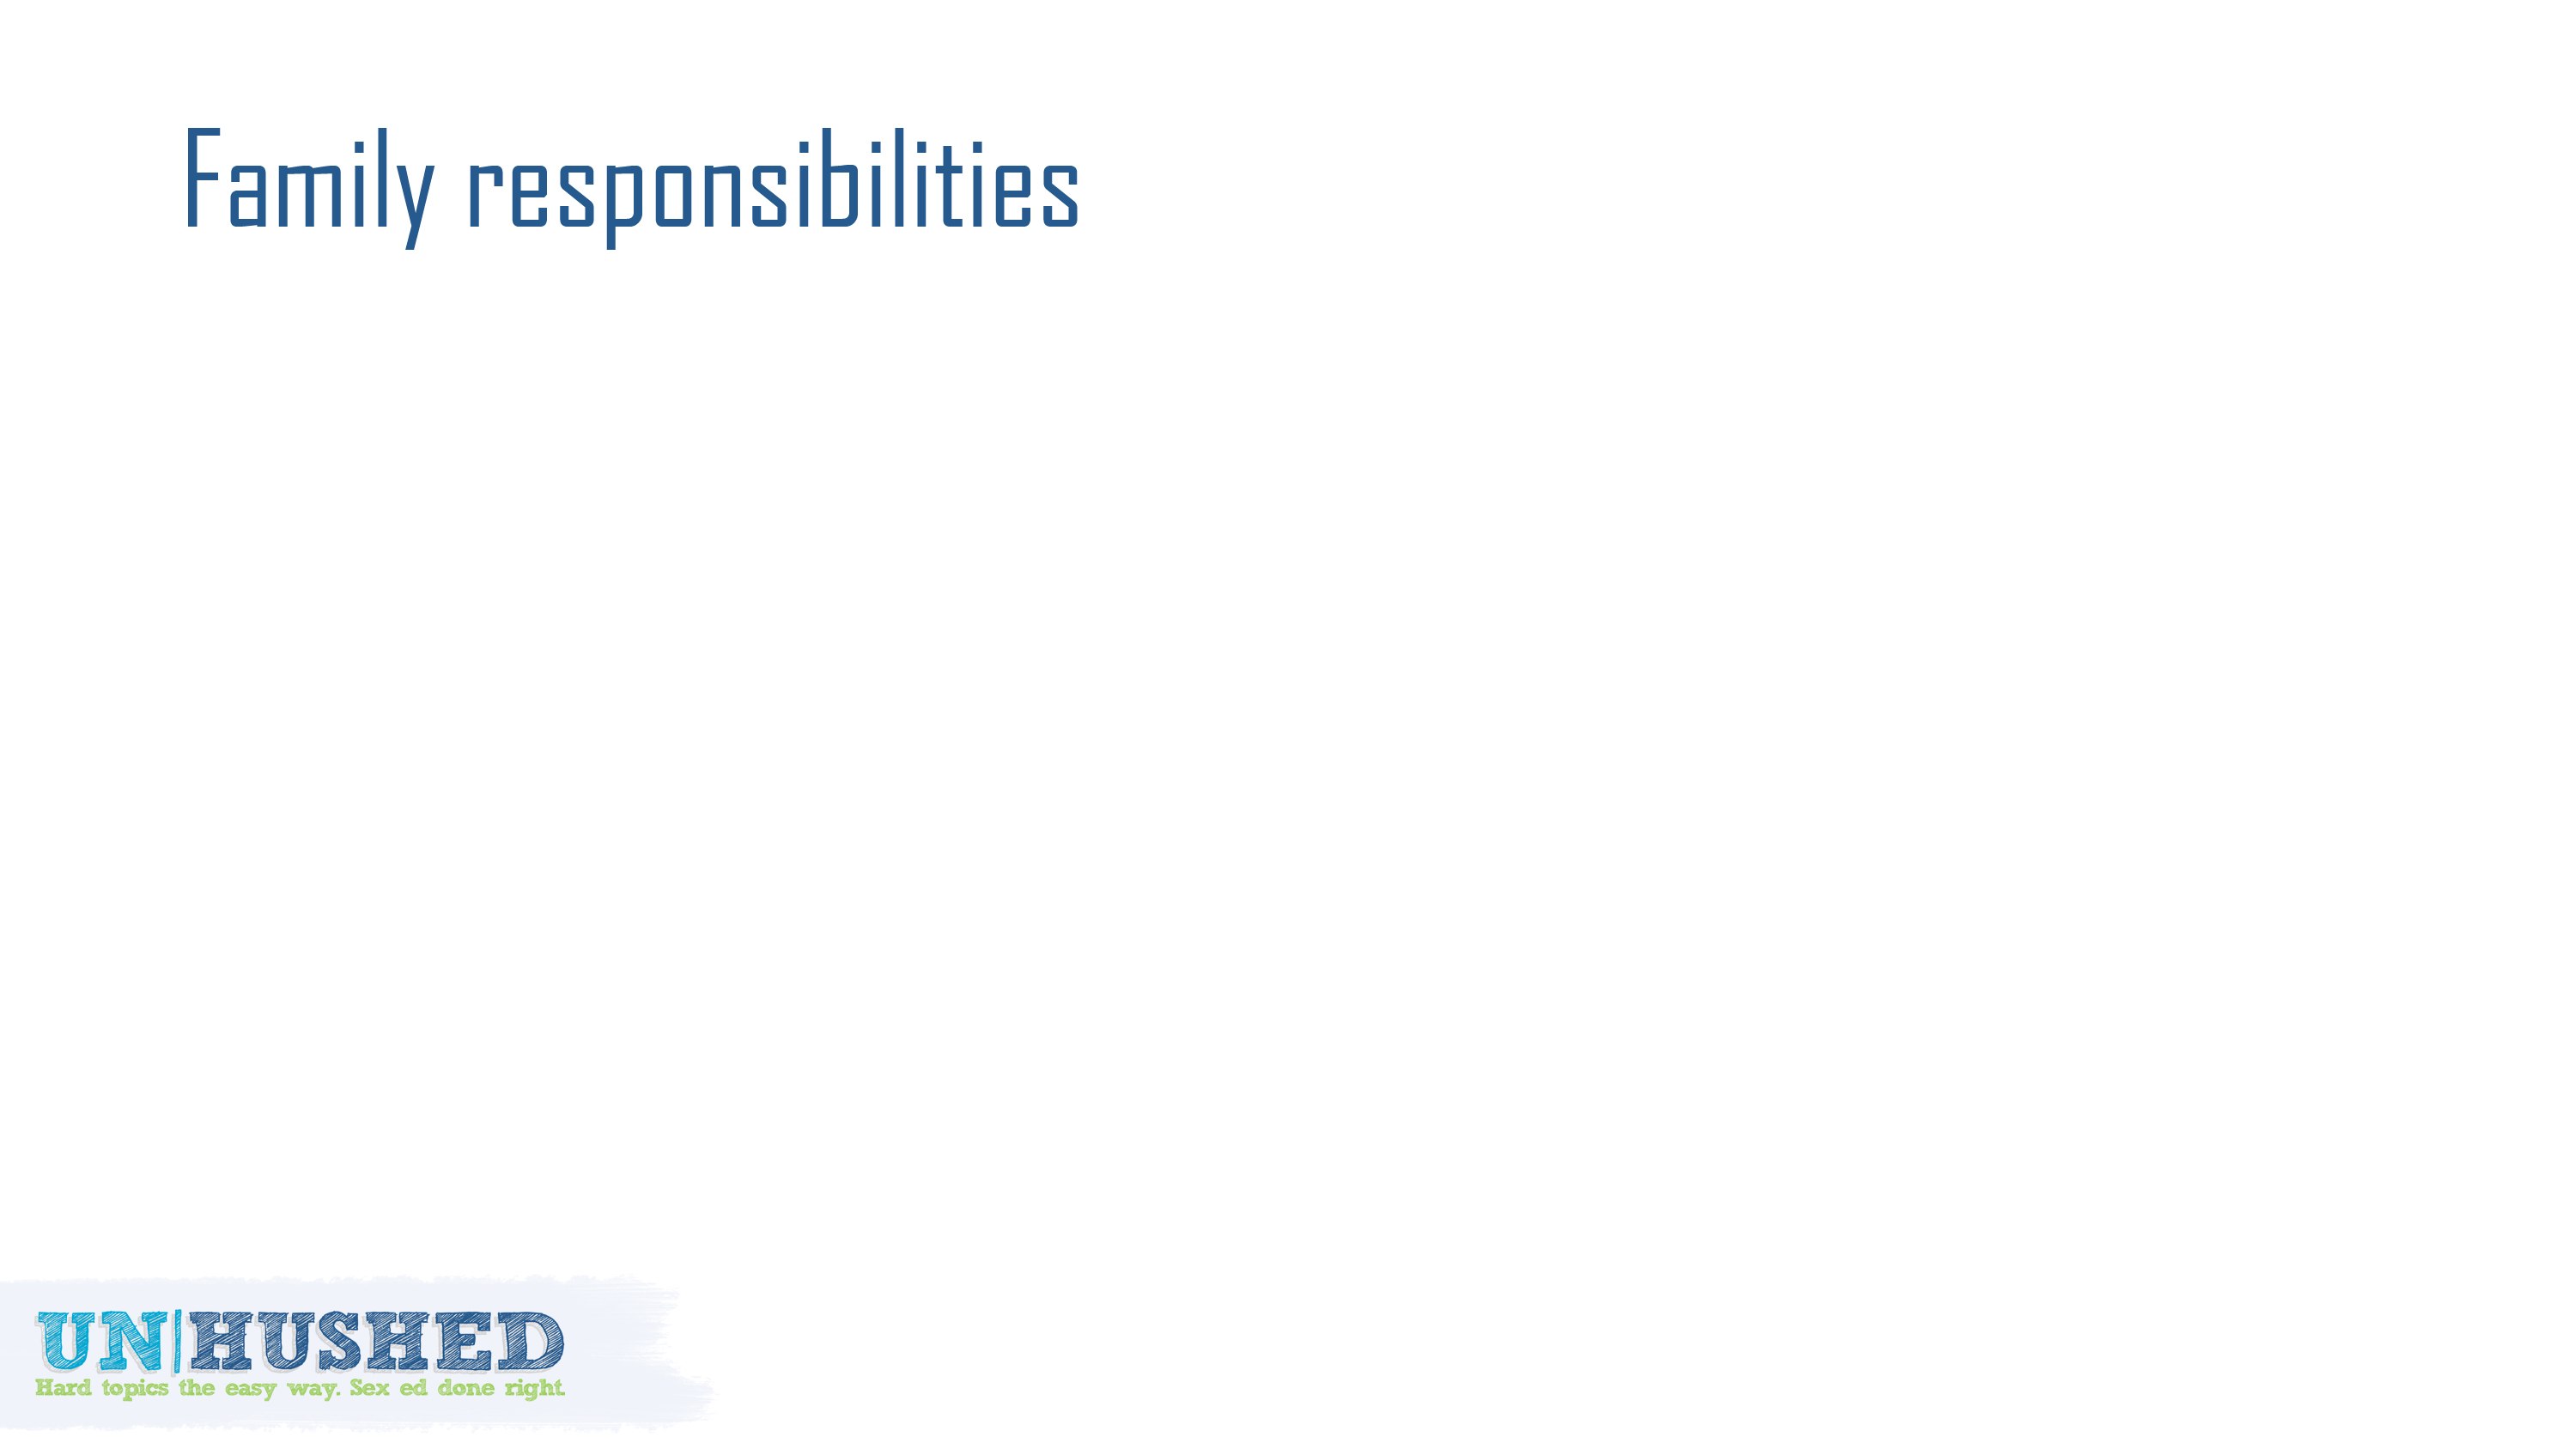 Family responsibilities
UN|HUSHED
Hard topics the easy way. Sex ed done right.